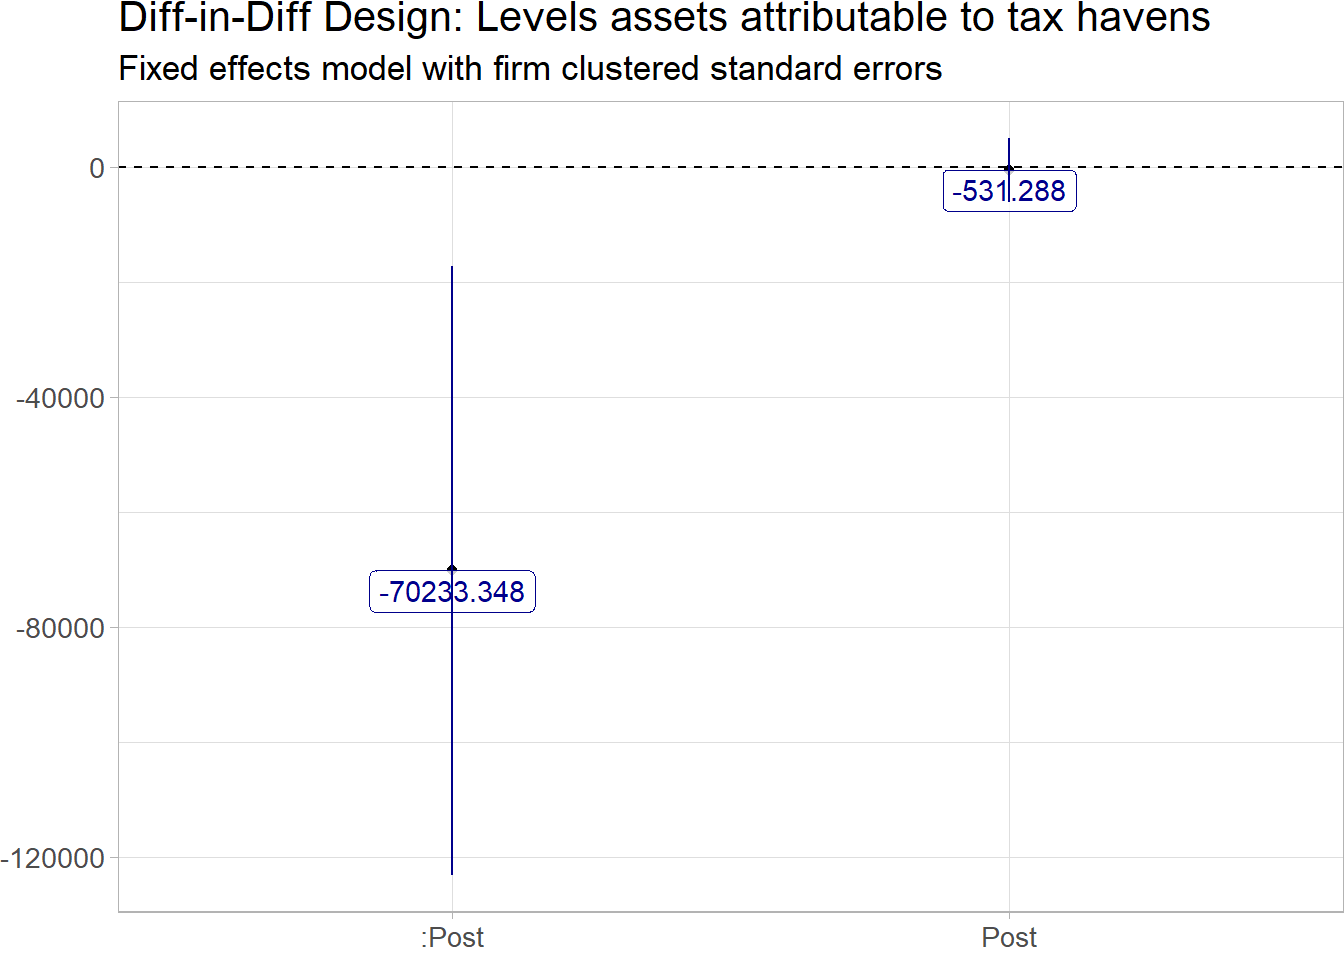 Diff-in-Diff Design: Levels assets attributable to tax havens
Fixed effects model with firm clustered standard errors
0
-531.288
-40000
-70233.348
-80000
-120000
:Post
Post